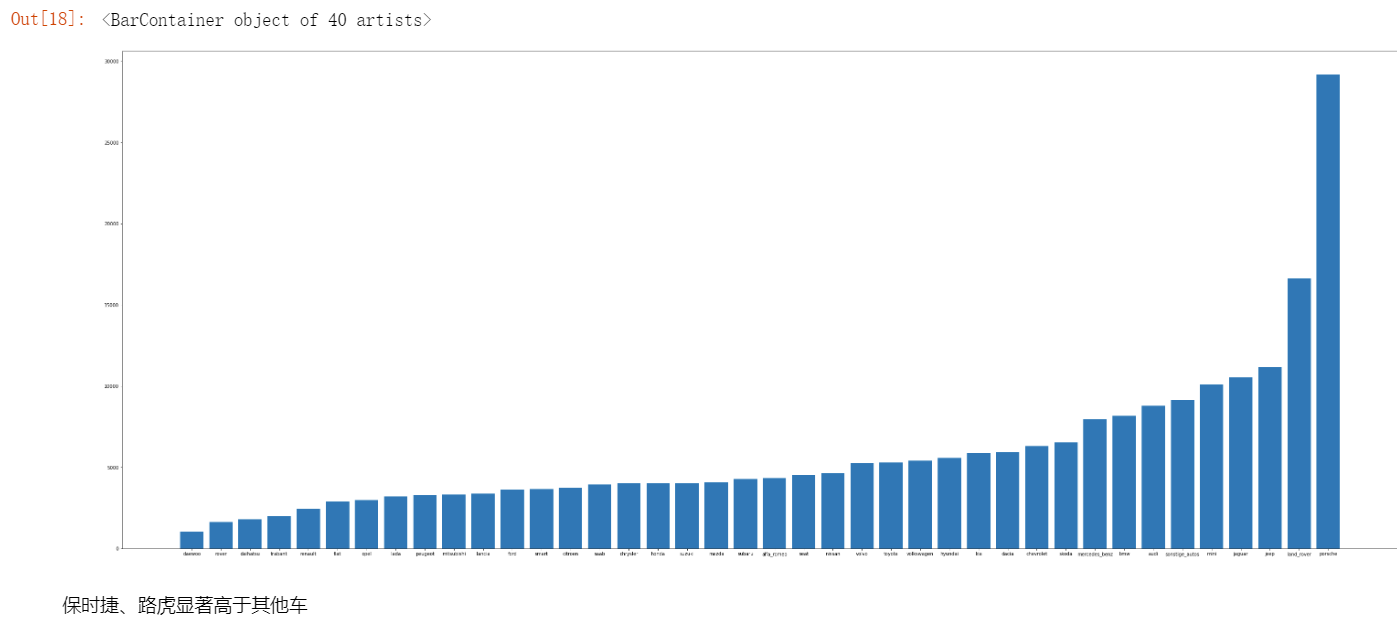 Out[18]: <BarContainer object of 40 artists>
30000
25000
20000
15000
10000
5000
0
daewoo rover daihatsu trabant renault fiat opel lada peugeot mitsubishi lancia ford smart citroen saab chrysler honda suzuki mazda subaru alfa_romeo seat nissan volvo toyota volkswagen hyundai kia dacia chevrolet skoda mercedes_benz bmw audi sonstige_autos mini jaguar jeep land_rover porsche
保时捷、路虎显著高于其他车